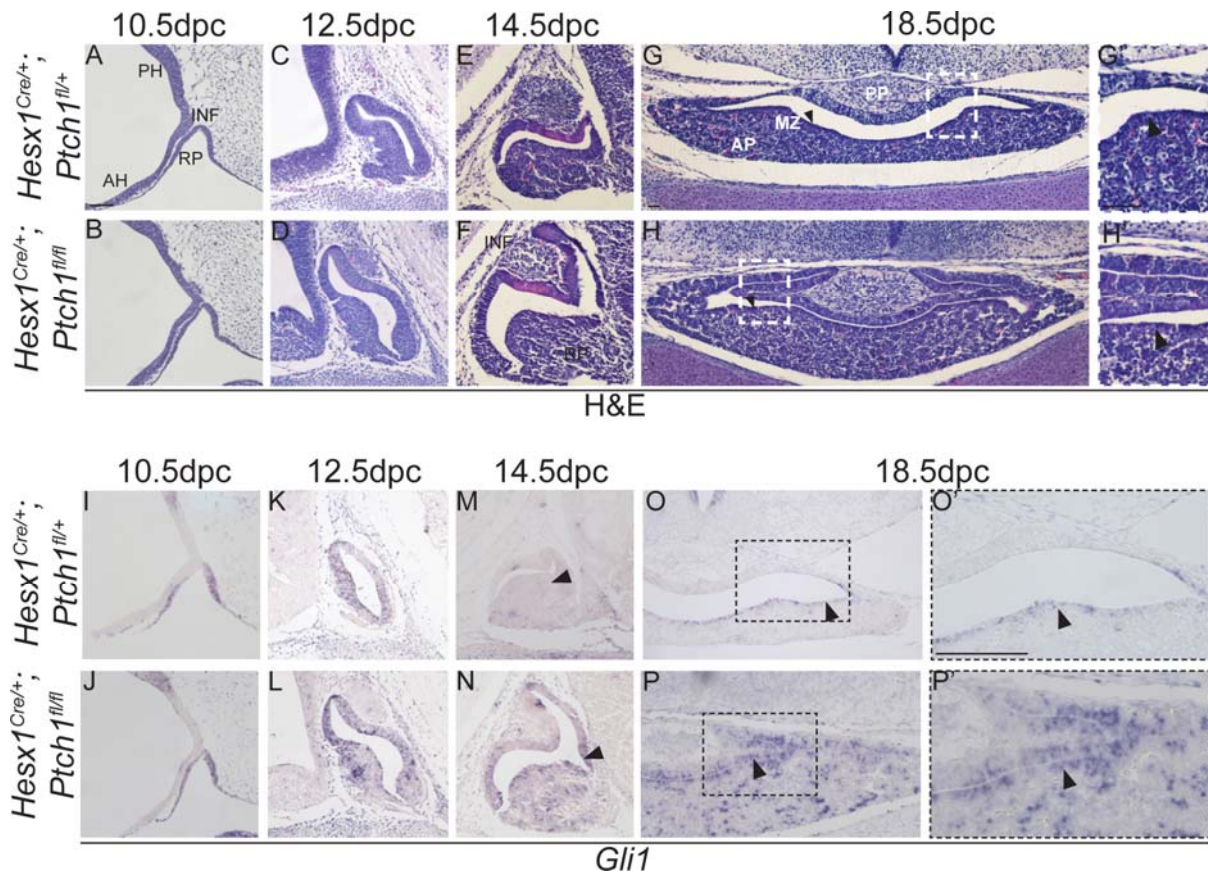 10.5dpc 12.5dpc 14.5dpc 18.5dpc
Hesx1Cre/+;
Ptch1fl/+
A PH INF RP AH
C
E
G PP MZ AP
G'
Hesx1Cre/+;
Ptch1fl/fl
B
D
F INF RP
H
H'
H&E
10.5dpc 12.5dpc 14.5dpc 18.5dpc
Hesx1Cre/+;
Ptch1fl/+
I K M O O'
Hesx1Cre/+;
Ptch1fl/fl
J L N P P'
Gli1